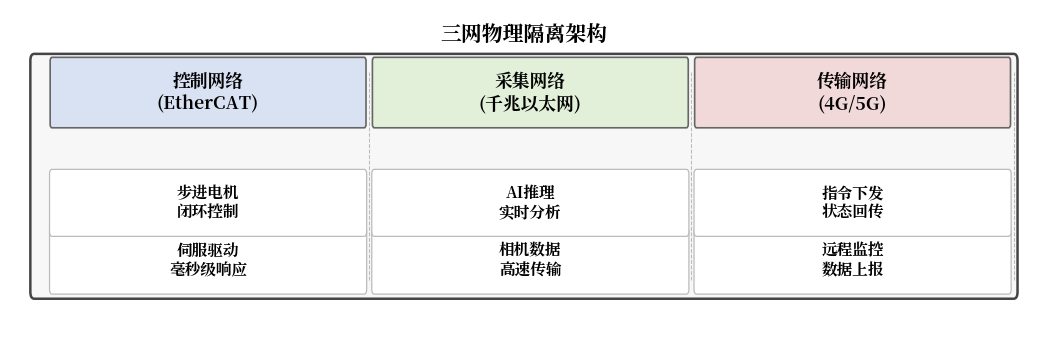 三网物理隔离架构
控制网络
(EtherCAT)
采集网络
(千兆以太网)
传输网络
(4G/5G)
步进电机
闭环控制
AI推理
实时分析
指令下发
状态回传
伺服驱动
毫秒级响应
相机数据
高速传输
远程监控
数据上报